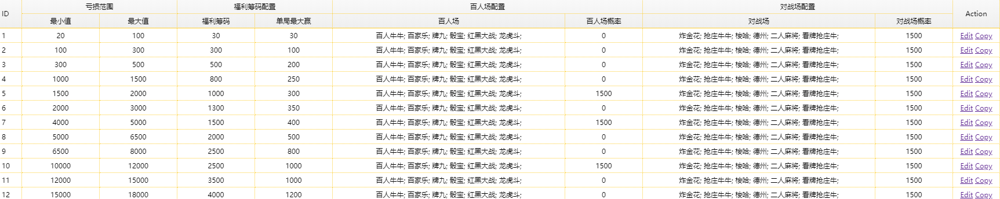 ID 亏损范围 福利筹码配置 百人场配置 对战场配置 Action
最小值 最大值 福利筹码 单局最大赢 百人场 百人场概率 对战场 对战场概率
1 20 100 30 30 百人牛牛; 百家乐; 牌九; 骰宝; 红黑大战; 龙虎斗; 0 炸金花; 抢庄牛牛; 梭哈; 德州; 二人麻将; 看牌抢庄牛; 1500 Edit Copy
2 100 300 300 100 百人牛牛; 百家乐; 牌九; 骰宝; 红黑大战; 龙虎斗; 0 炸金花; 抢庄牛牛; 梭哈; 德州; 二人麻将; 看牌抢庄牛; 1500 Edit Copy
3 300 500 500 200 百人牛牛; 百家乐; 牌九; 骰宝; 红黑大战; 龙虎斗; 0 炸金花; 抢庄牛牛; 梭哈; 德州; 二人麻将; 看牌抢庄牛; 1500 Edit Copy
4 1000 1500 800 250 百人牛牛; 百家乐; 牌九; 骰宝; 红黑大战; 龙虎斗; 0 炸金花; 抢庄牛牛; 梭哈; 德州; 二人麻将; 看牌抢庄牛; 1500 Edit Copy
5 1500 2000 1000 300 百人牛牛; 百家乐; 牌九; 骰宝; 红黑大战; 龙虎斗; 1500 炸金花; 抢庄牛牛; 梭哈; 德州; 二人麻将; 看牌抢庄牛; 1500 Edit Copy
6 2000 3000 1300 350 百人牛牛; 百家乐; 牌九; 骰宝; 红黑大战; 龙虎斗; 0 炸金花; 抢庄牛牛; 梭哈; 德州; 二人麻将; 看牌抢庄牛; 1500 Edit Copy
7 4000 5000 1500 400 百人牛牛; 百家乐; 牌九; 骰宝; 红黑大战; 龙虎斗; 1500 炸金花; 抢庄牛牛; 梭哈; 德州; 二人麻将; 看牌抢庄牛; 1500 Edit Copy
8 5000 6500 2000 500 百人牛牛; 百家乐; 牌九; 骰宝; 红黑大战; 龙虎斗; 0 炸金花; 抢庄牛牛; 梭哈; 德州; 二人麻将; 看牌抢庄牛; 1500 Edit Copy
9 6500 8000 2500 800 百人牛牛; 百家乐; 牌九; 骰宝; 红黑大战; 龙虎斗; 0 炸金花; 抢庄牛牛; 梭哈; 德州; 二人麻将; 看牌抢庄牛; 1500 Edit Copy
10 10000 12000 2500 1000 百人牛牛; 百家乐; 牌九; 骰宝; 红黑大战; 龙虎斗; 1500 炸金花; 抢庄牛牛; 梭哈; 德州; 二人麻将; 看牌抢庄牛; 1500 Edit Copy
11 12000 15000 3500 1000 百人牛牛; 百家乐; 牌九; 骰宝; 红黑大战; 龙虎斗; 0 炸金花; 抢庄牛牛; 梭哈; 德州; 二人麻将; 看牌抢庄牛; 1500 Edit Copy
12 15000 18000 4000 1200 百人牛牛; 百家乐; 牌九; 骰宝; 红黑大战; 龙虎斗; 0 炸金花; 抢庄牛牛; 梭哈; 德州; 二人麻将; 看牌抢庄牛; 1500 Edit Copy